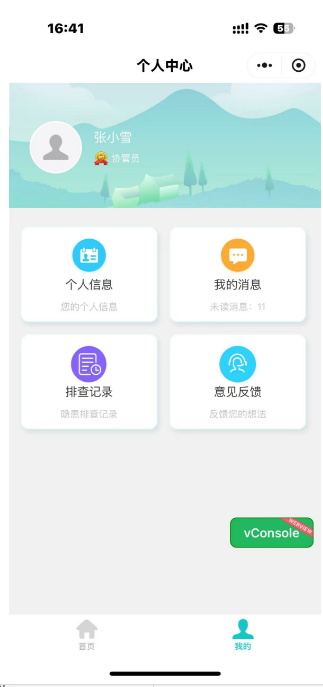 16:41
56
个人中心
张小雪
协管员
个人信息
您的个人信息
我的消息
未读消息：11
排查记录
隐患排查记录
意见反馈
反馈您的想法
WEBVIEW
vConsole
首页
我的